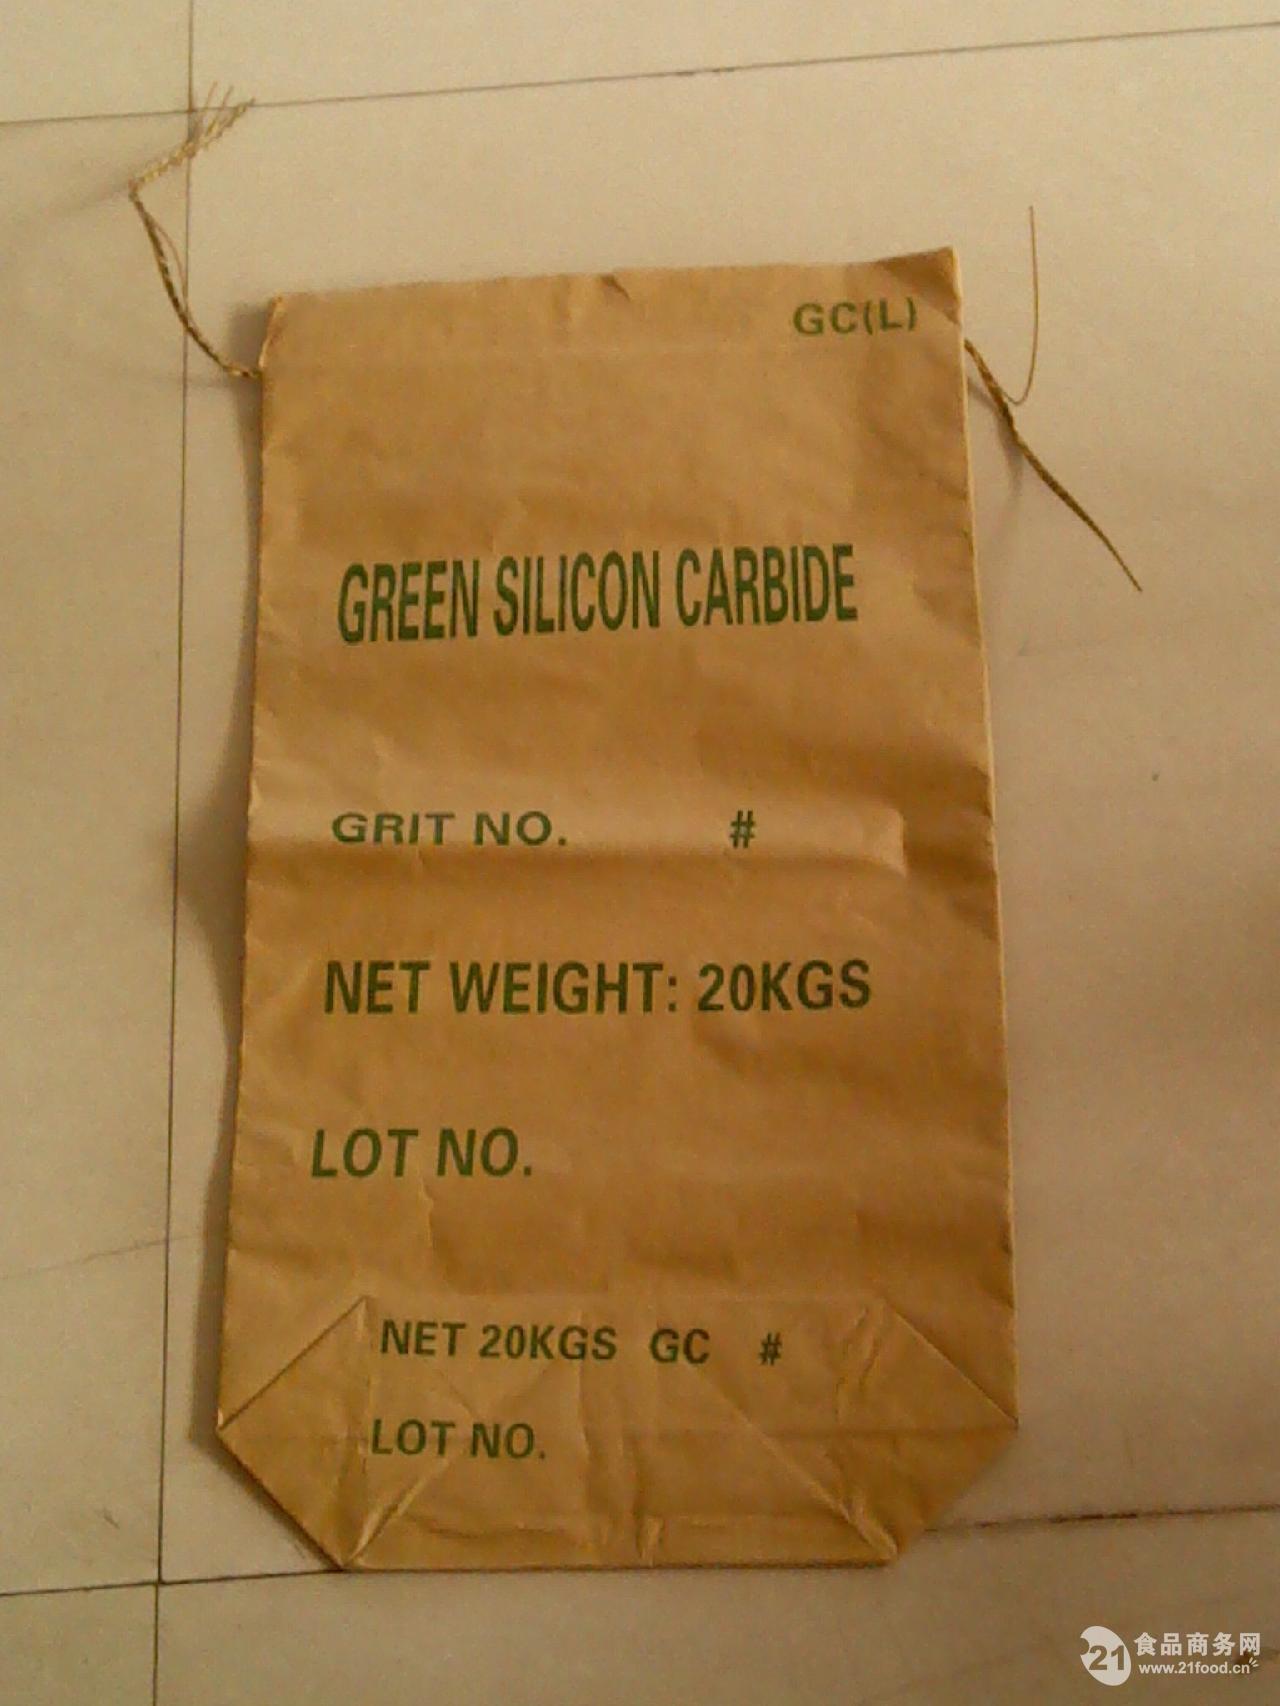 GC(L)
GREEN SILICON CARBIDE
GRIT NO. #
NET WEIGHT: 20KGS
LOT NO.
NET 20KGS GC #
LOT NO.
21 食品商务网
www.21food.cn